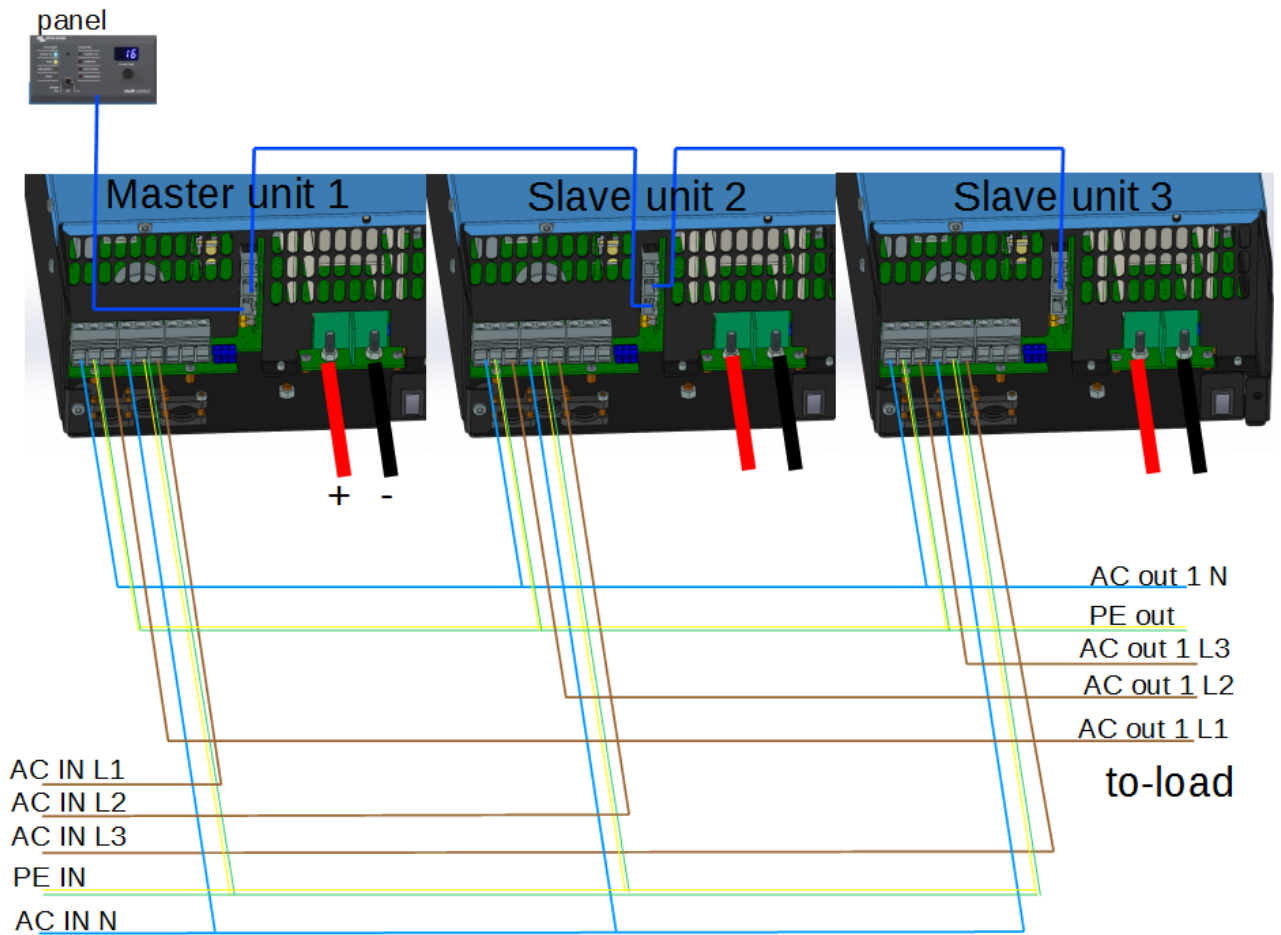 panel
16
Master unit 1
Slave unit 2
Slave unit 3
+ -
AC out 1 N
PE out
AC out 1 L3
AC out 1 L2
AC out 1 L1
to-load
AC IN L1
AC IN L2
AC IN L3
PE IN
AC IN N